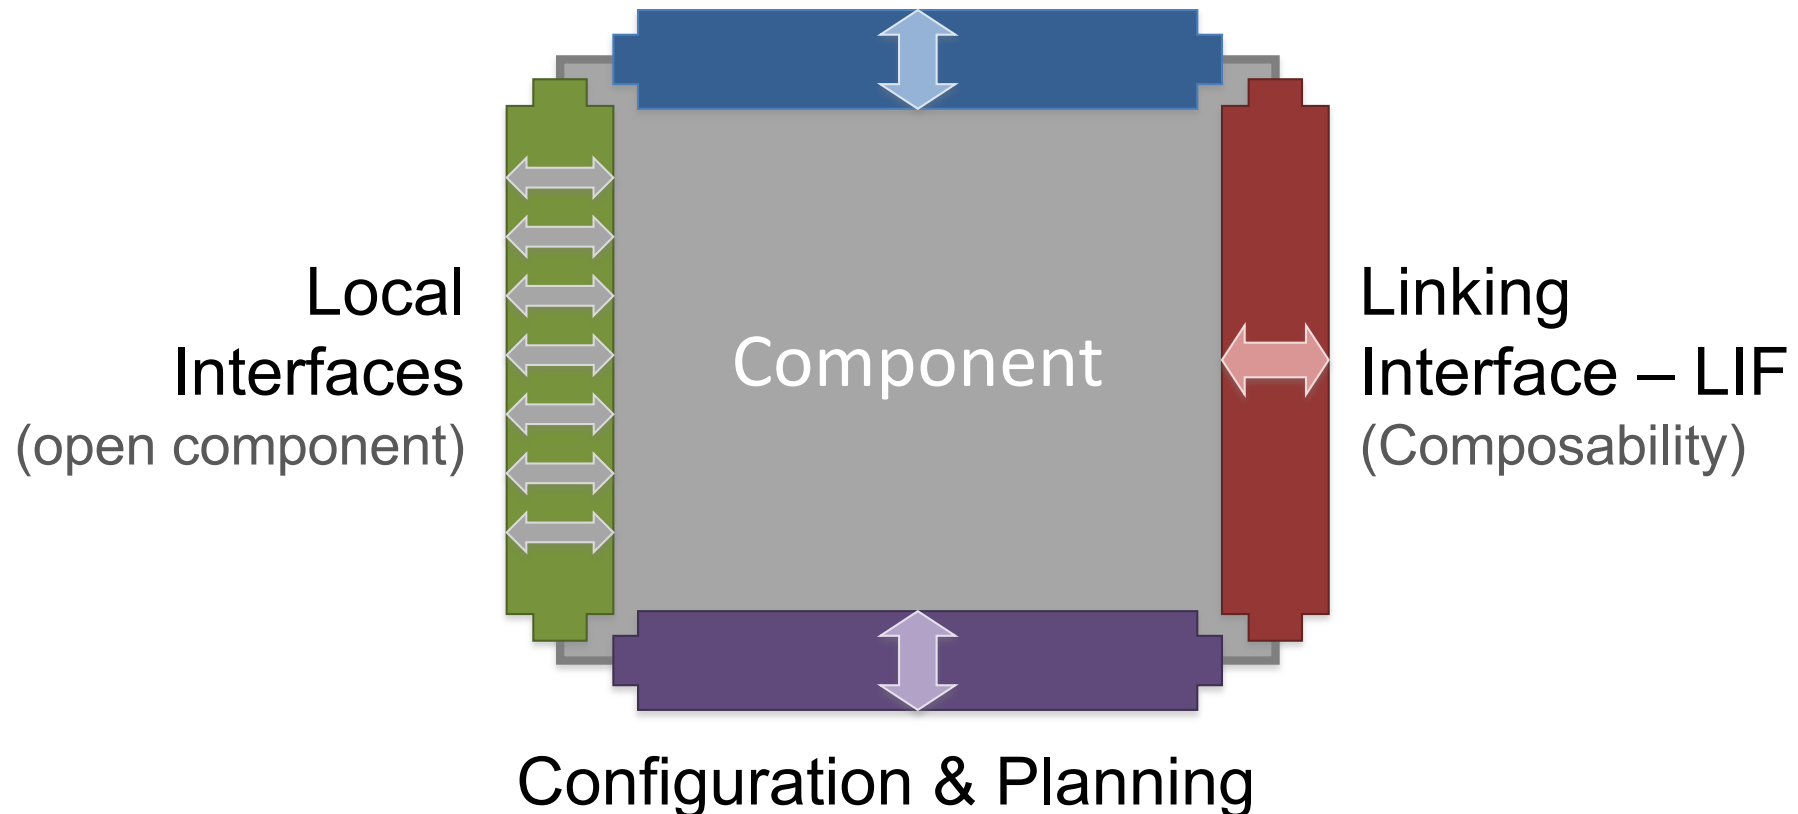 Local
Interfaces
(open component)
Component
Linking
Interface – LIF
(Composability)
Configuration & Planning